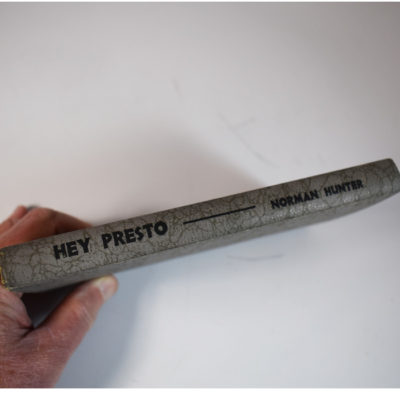 HEY PRESTO — NORMAN HUNTER